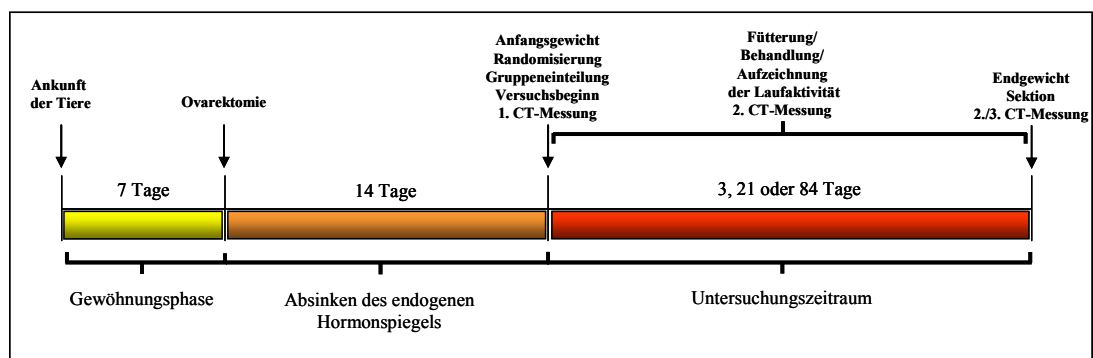 Ankunft
der Tiere
Ovarektomie
Anfangsgewicht
Randomisierung
Gruppeneinteilung
Versuchsbeginn
1. CT-Messung
Fütterung/
Behandlung/
Aufzeichnung
der Laufaktivität
2. CT-Messung
Endgewicht
Sektion
2./3. CT-Messung
7 Tage
14 Tage
3, 21 oder 84 Tage
Gewöhnungsphase
Absinken des endogenen
Hormonspiegels
Untersuchungszeitraum